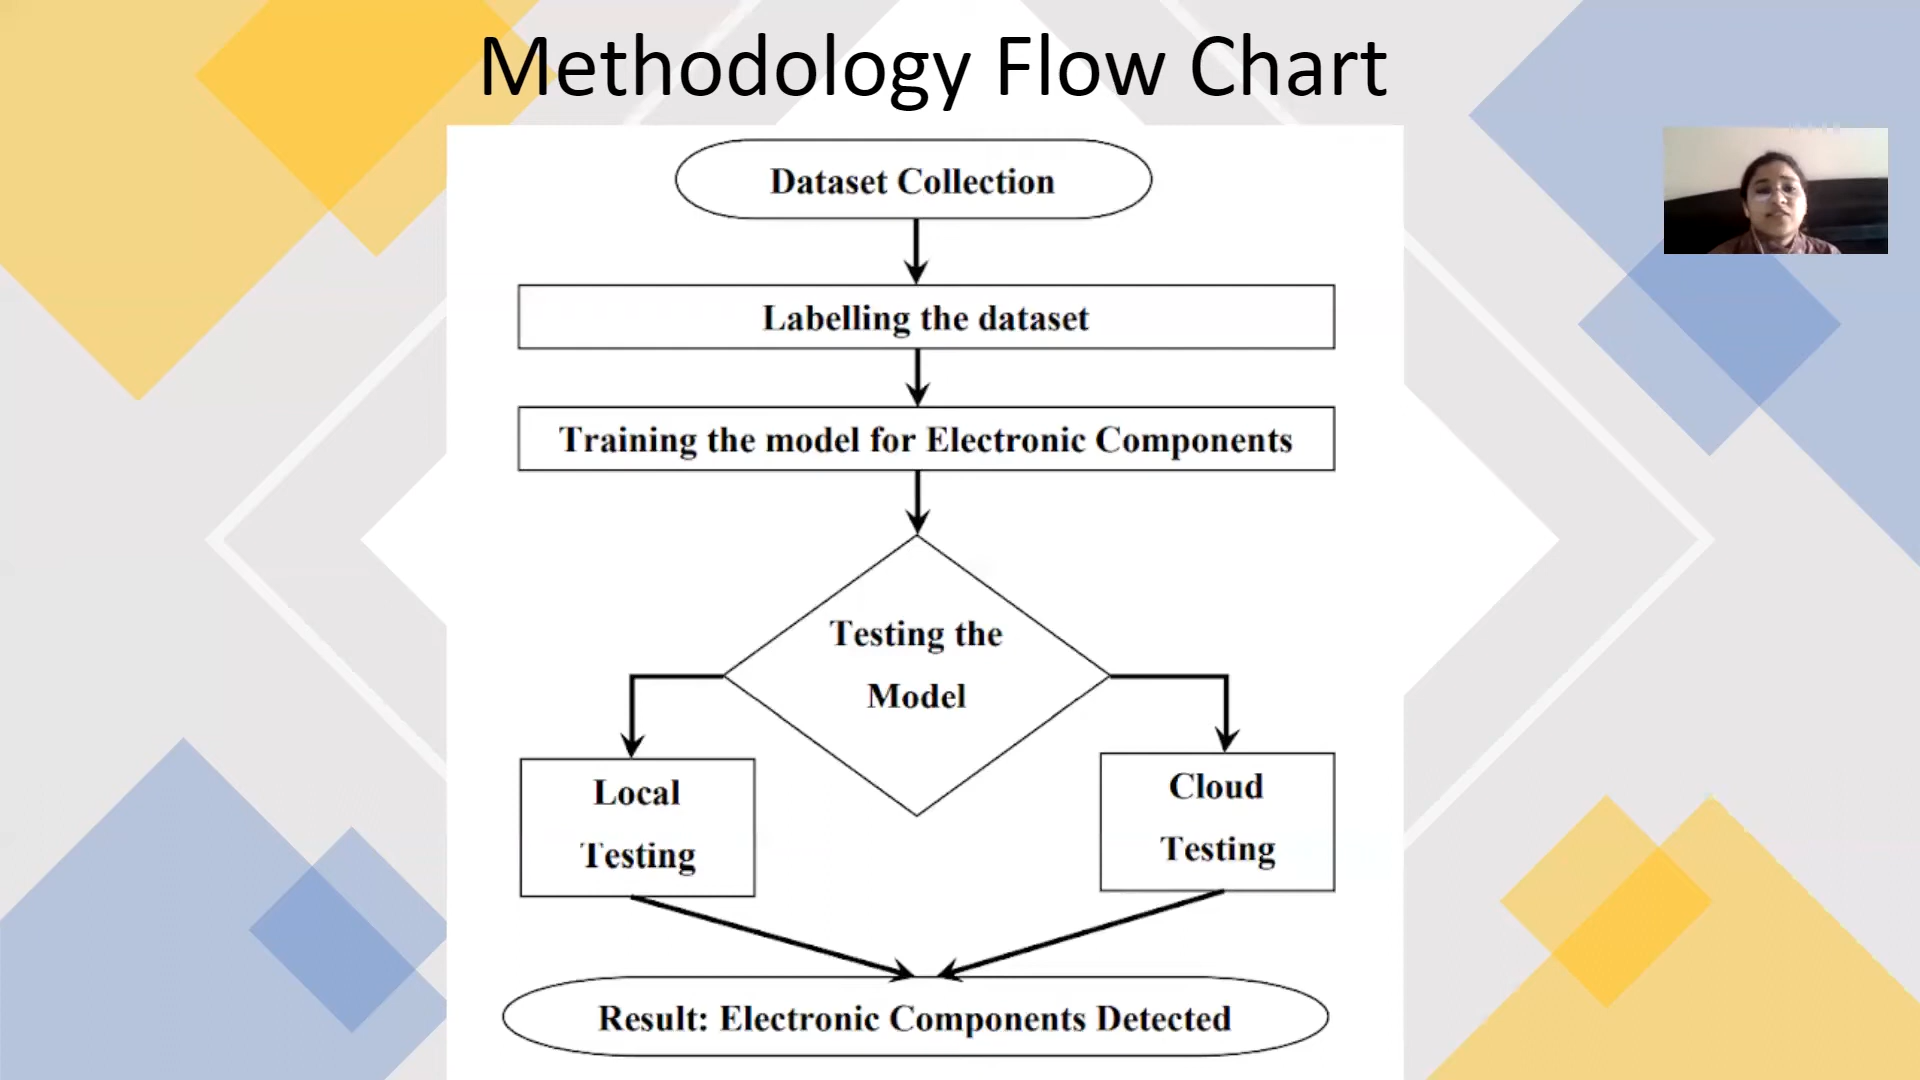 Methodology Flow Chart
Dataset Collection
Labelling the dataset
Training the model for Electronic Components
Testing the
Model
Local
Testing
Cloud
Testing
Result: Electronic Components Detected